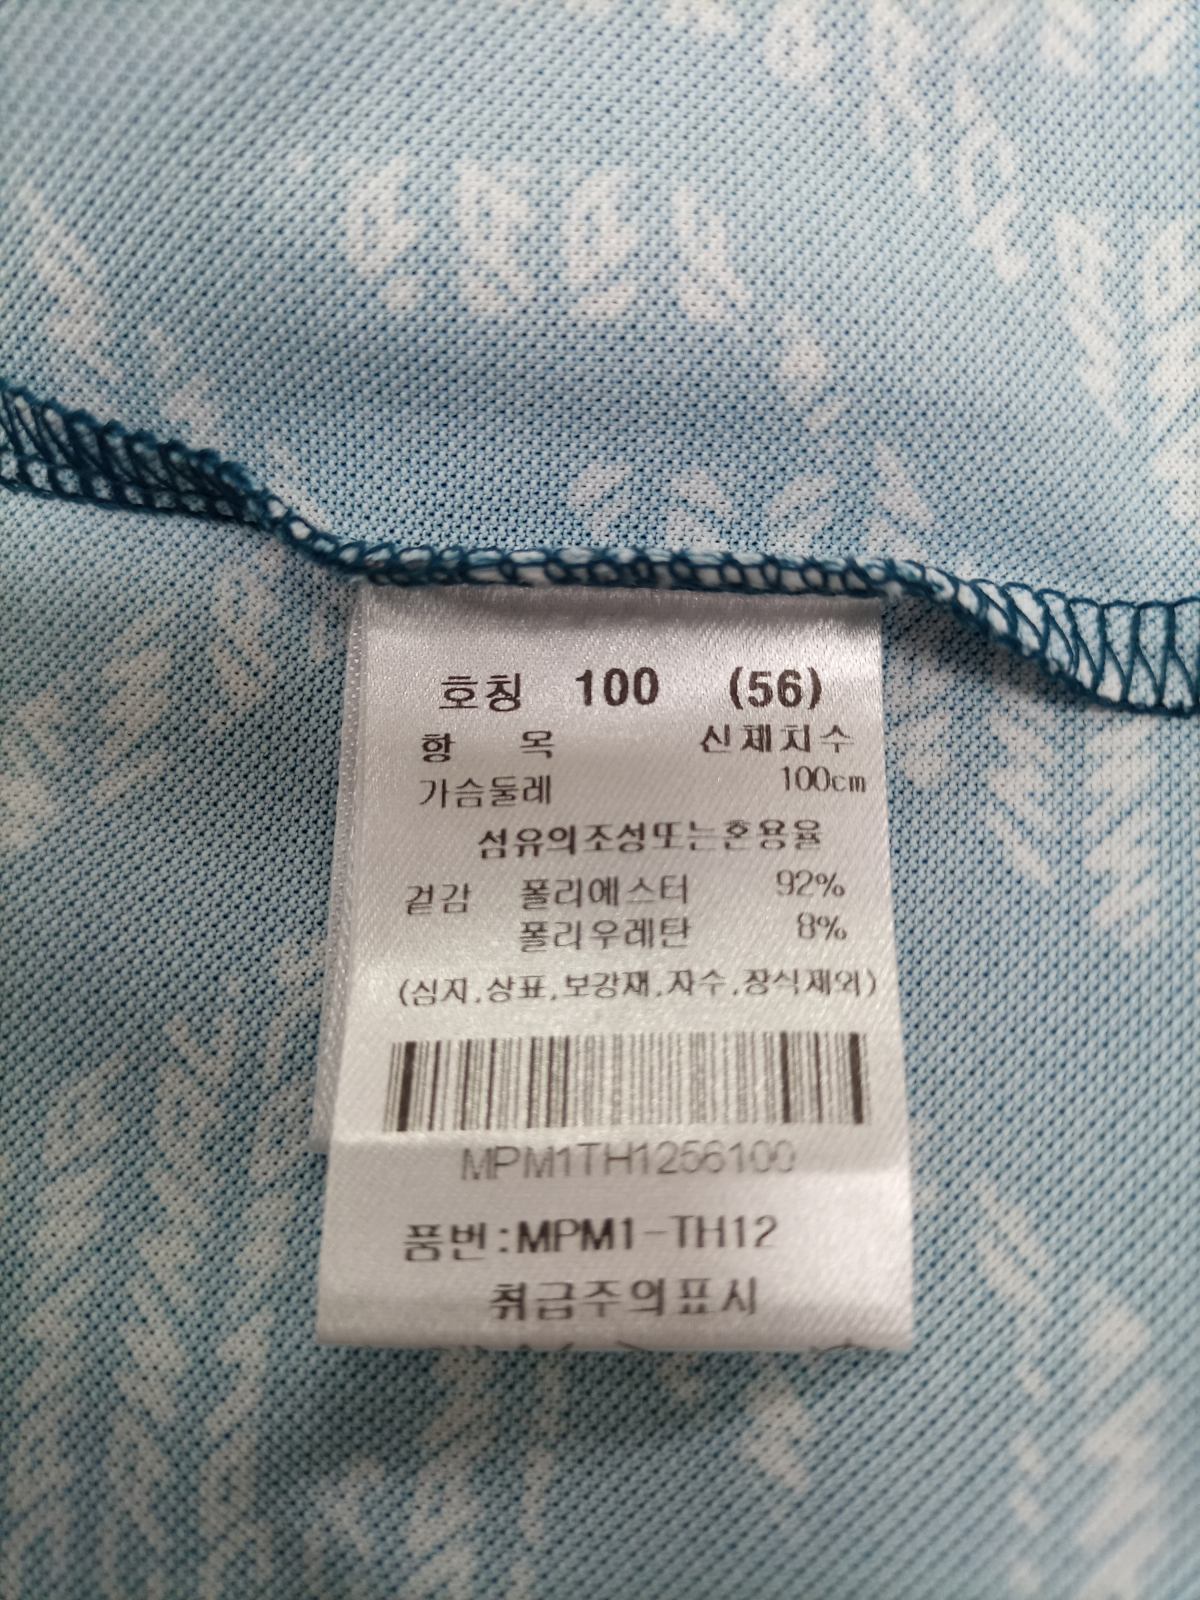 호칭 100 (56)
항 목 신체치수
가슴둘레 100cm
섬유의조성또는혼용율
겉감 폴리에스터 92%
폴리우레탄 8%
(심지,상표,보강재,자수,장식제외)
MPM1TH1256100
품번:MPM1-TH12
취급주의표시